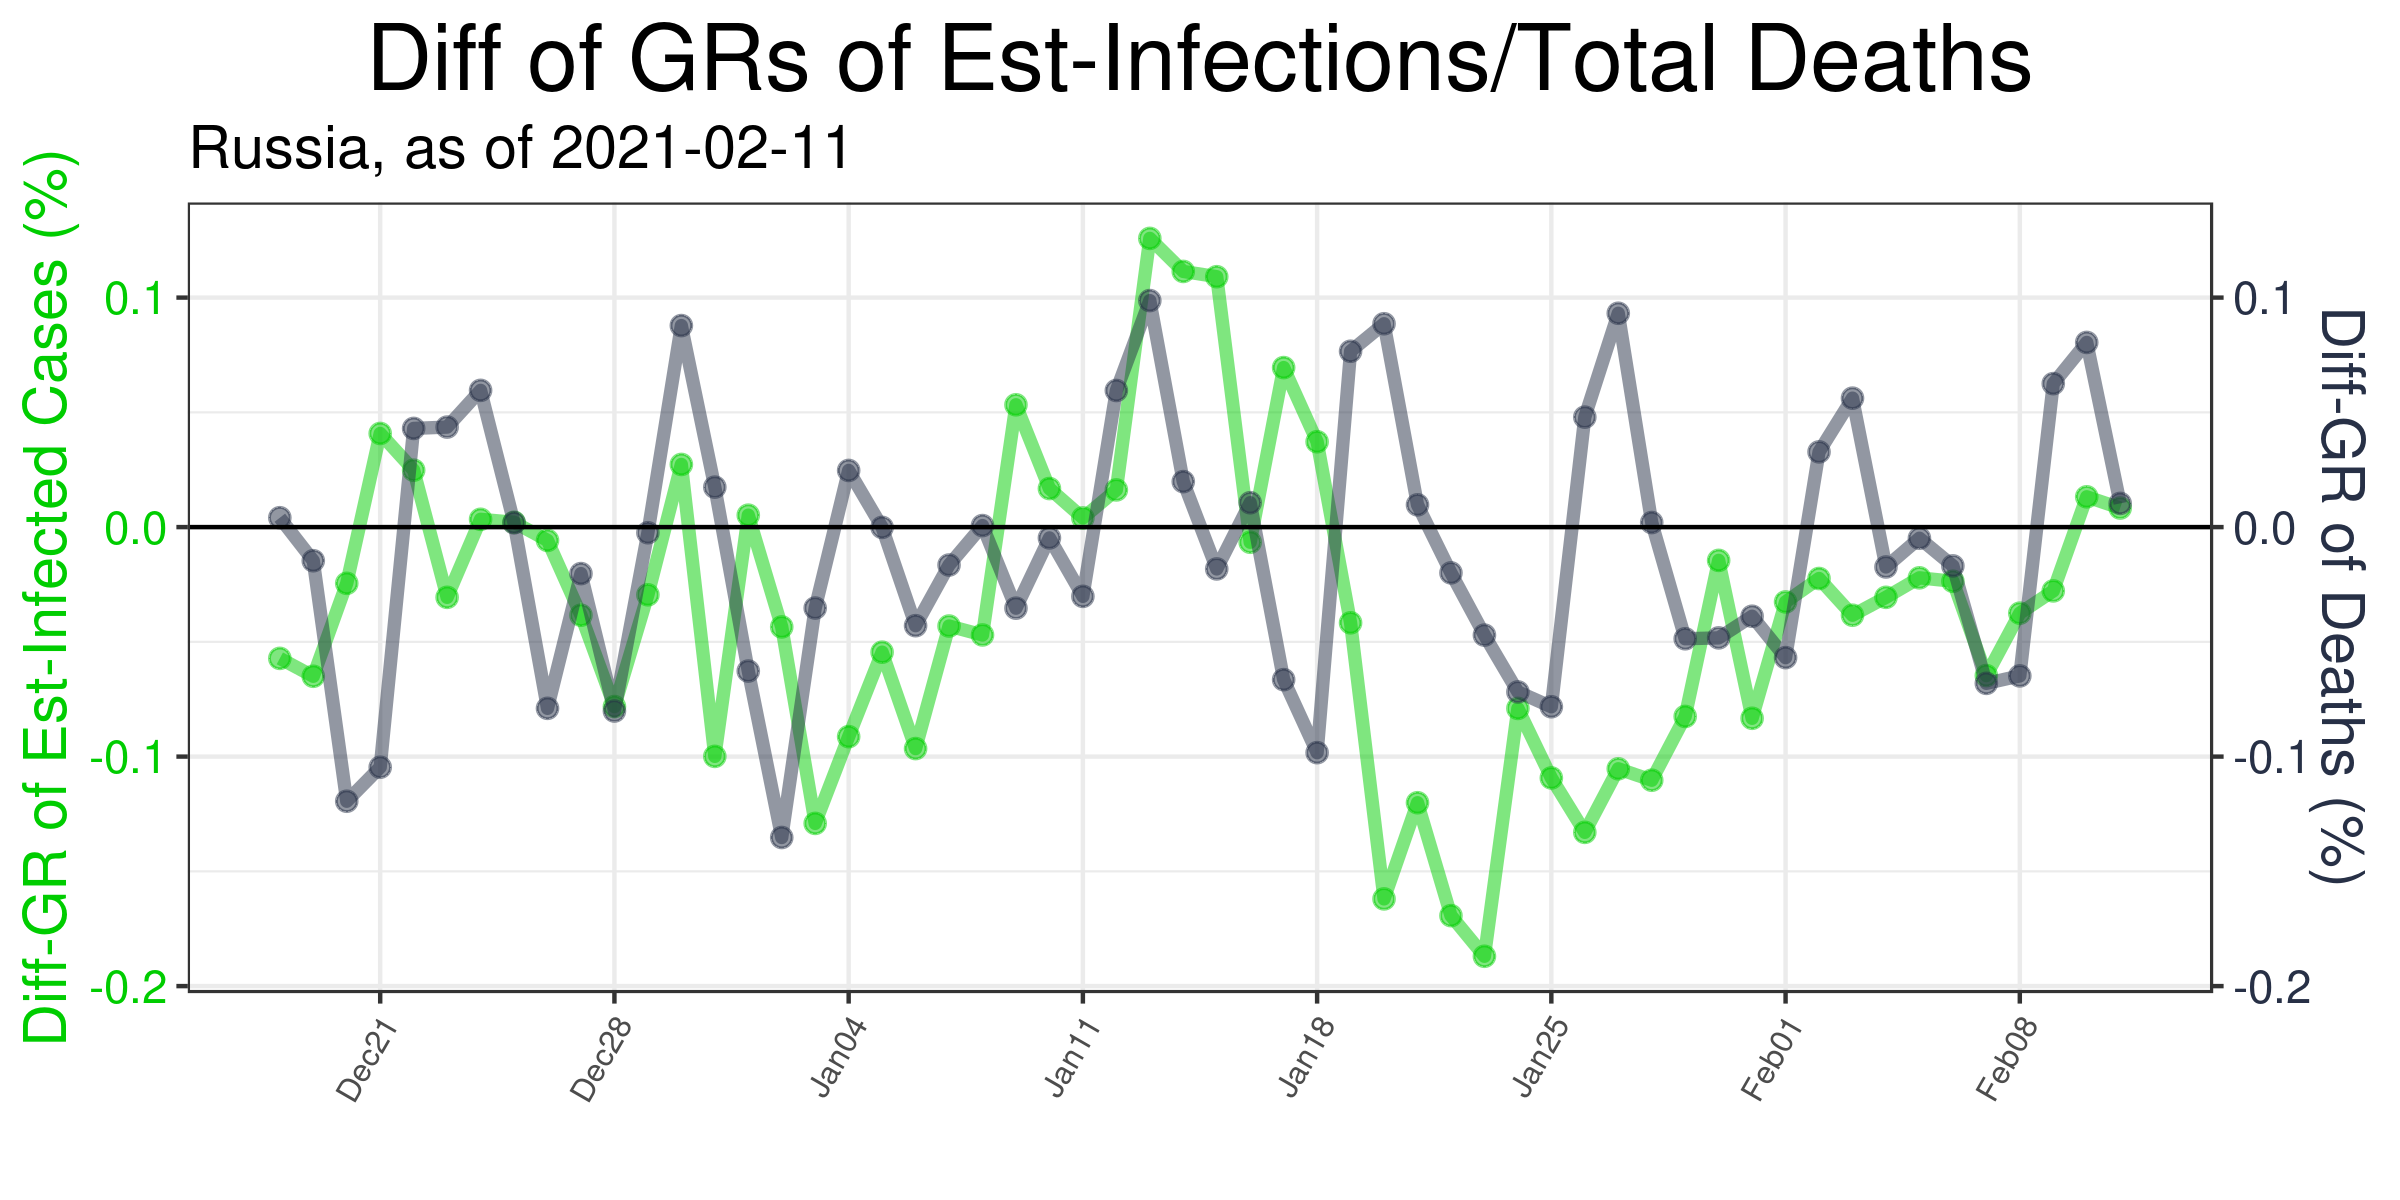 Diff of GRs of Est-Infections/Total Deaths
Russia, as of 2021-02-11
Diff-GR of Est-Infected Cases (%)
0.1
0.0
-0.1
-0.2
0.1
0.0
-0.1
-0.2
Diff-GR of Deaths (%)
Dec21
Dec28
Jan04
Jan11
Jan18
Jan25
Feb01
Feb08